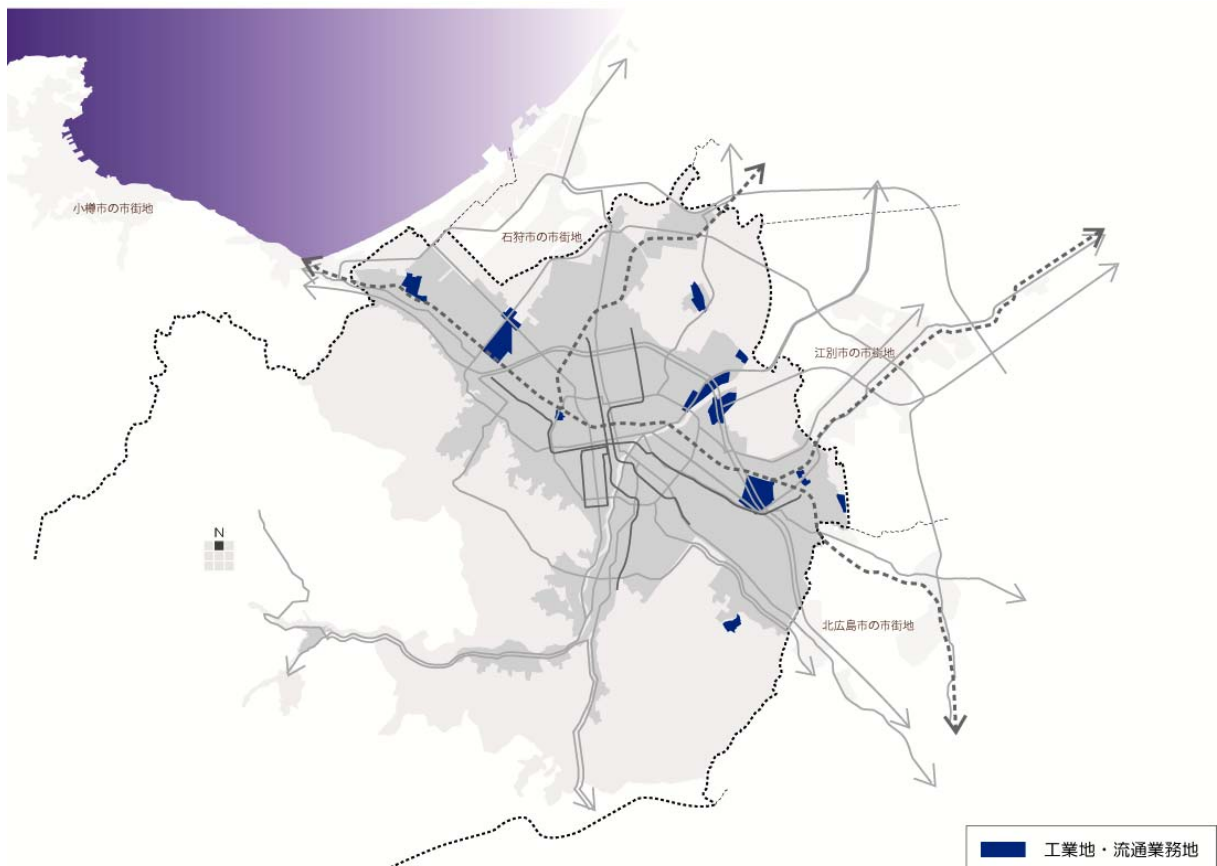 小樽市の市街地
石狩市の市街地
江別市の市街地
N
北広島市の市街地
工業地・流通業務地